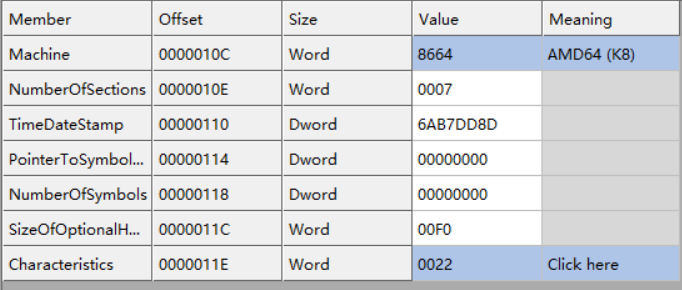 Member Offset Size Value Meaning
Machine 0000010C Word 8664 AMD64 (K8)
NumberOfSections 0000010E Word 0007
TimeDateStamp 00000110 Dword 6AB7DD8D
PointerToSymbol... 00000114 Dword 00000000
NumberOfSymbols 00000118 Dword 00000000
SizeOfOptionalH... 0000011C Word 00F0
Characteristics 0000011E Word 0022 Click here